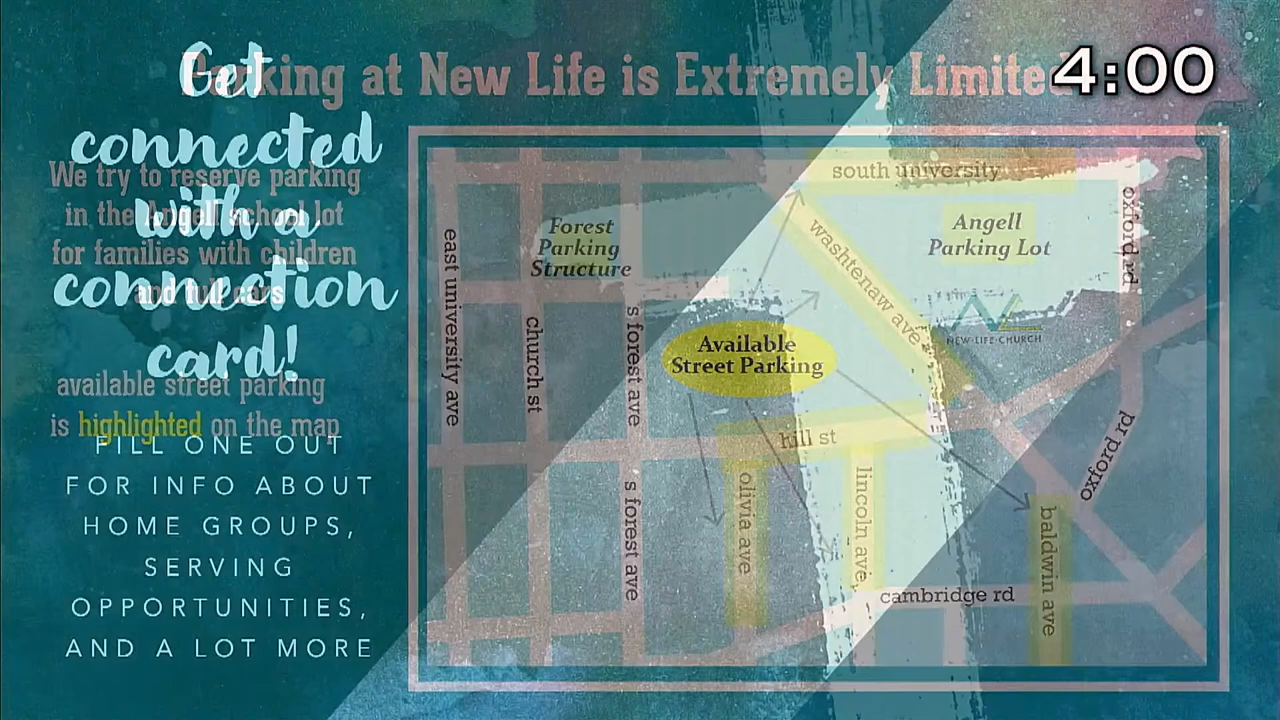 Parking at New Life is Extremely Limited
4:00
Get
connected
with a
connection
card!
We try to reserve parking
in the Angell school lot
for families with children
and full cars
available street parking
is highlighted on the map
FILL ONE OUT
FOR INFO ABOUT
HOME GROUPS,
SERVING
OPPORTUNITIES,
AND A LOT MORE
south university
Forest
Parking
Structure
Angell
Parking Lot
oxford rd
washtenaw ave
east university ave
church st
s forest ave
NEW·LIFE·CHURCH
Available
Street Parking
hill st
oxford rd
s forest ave
olivia ave
lincoln ave
baldwin ave
cambridge rd